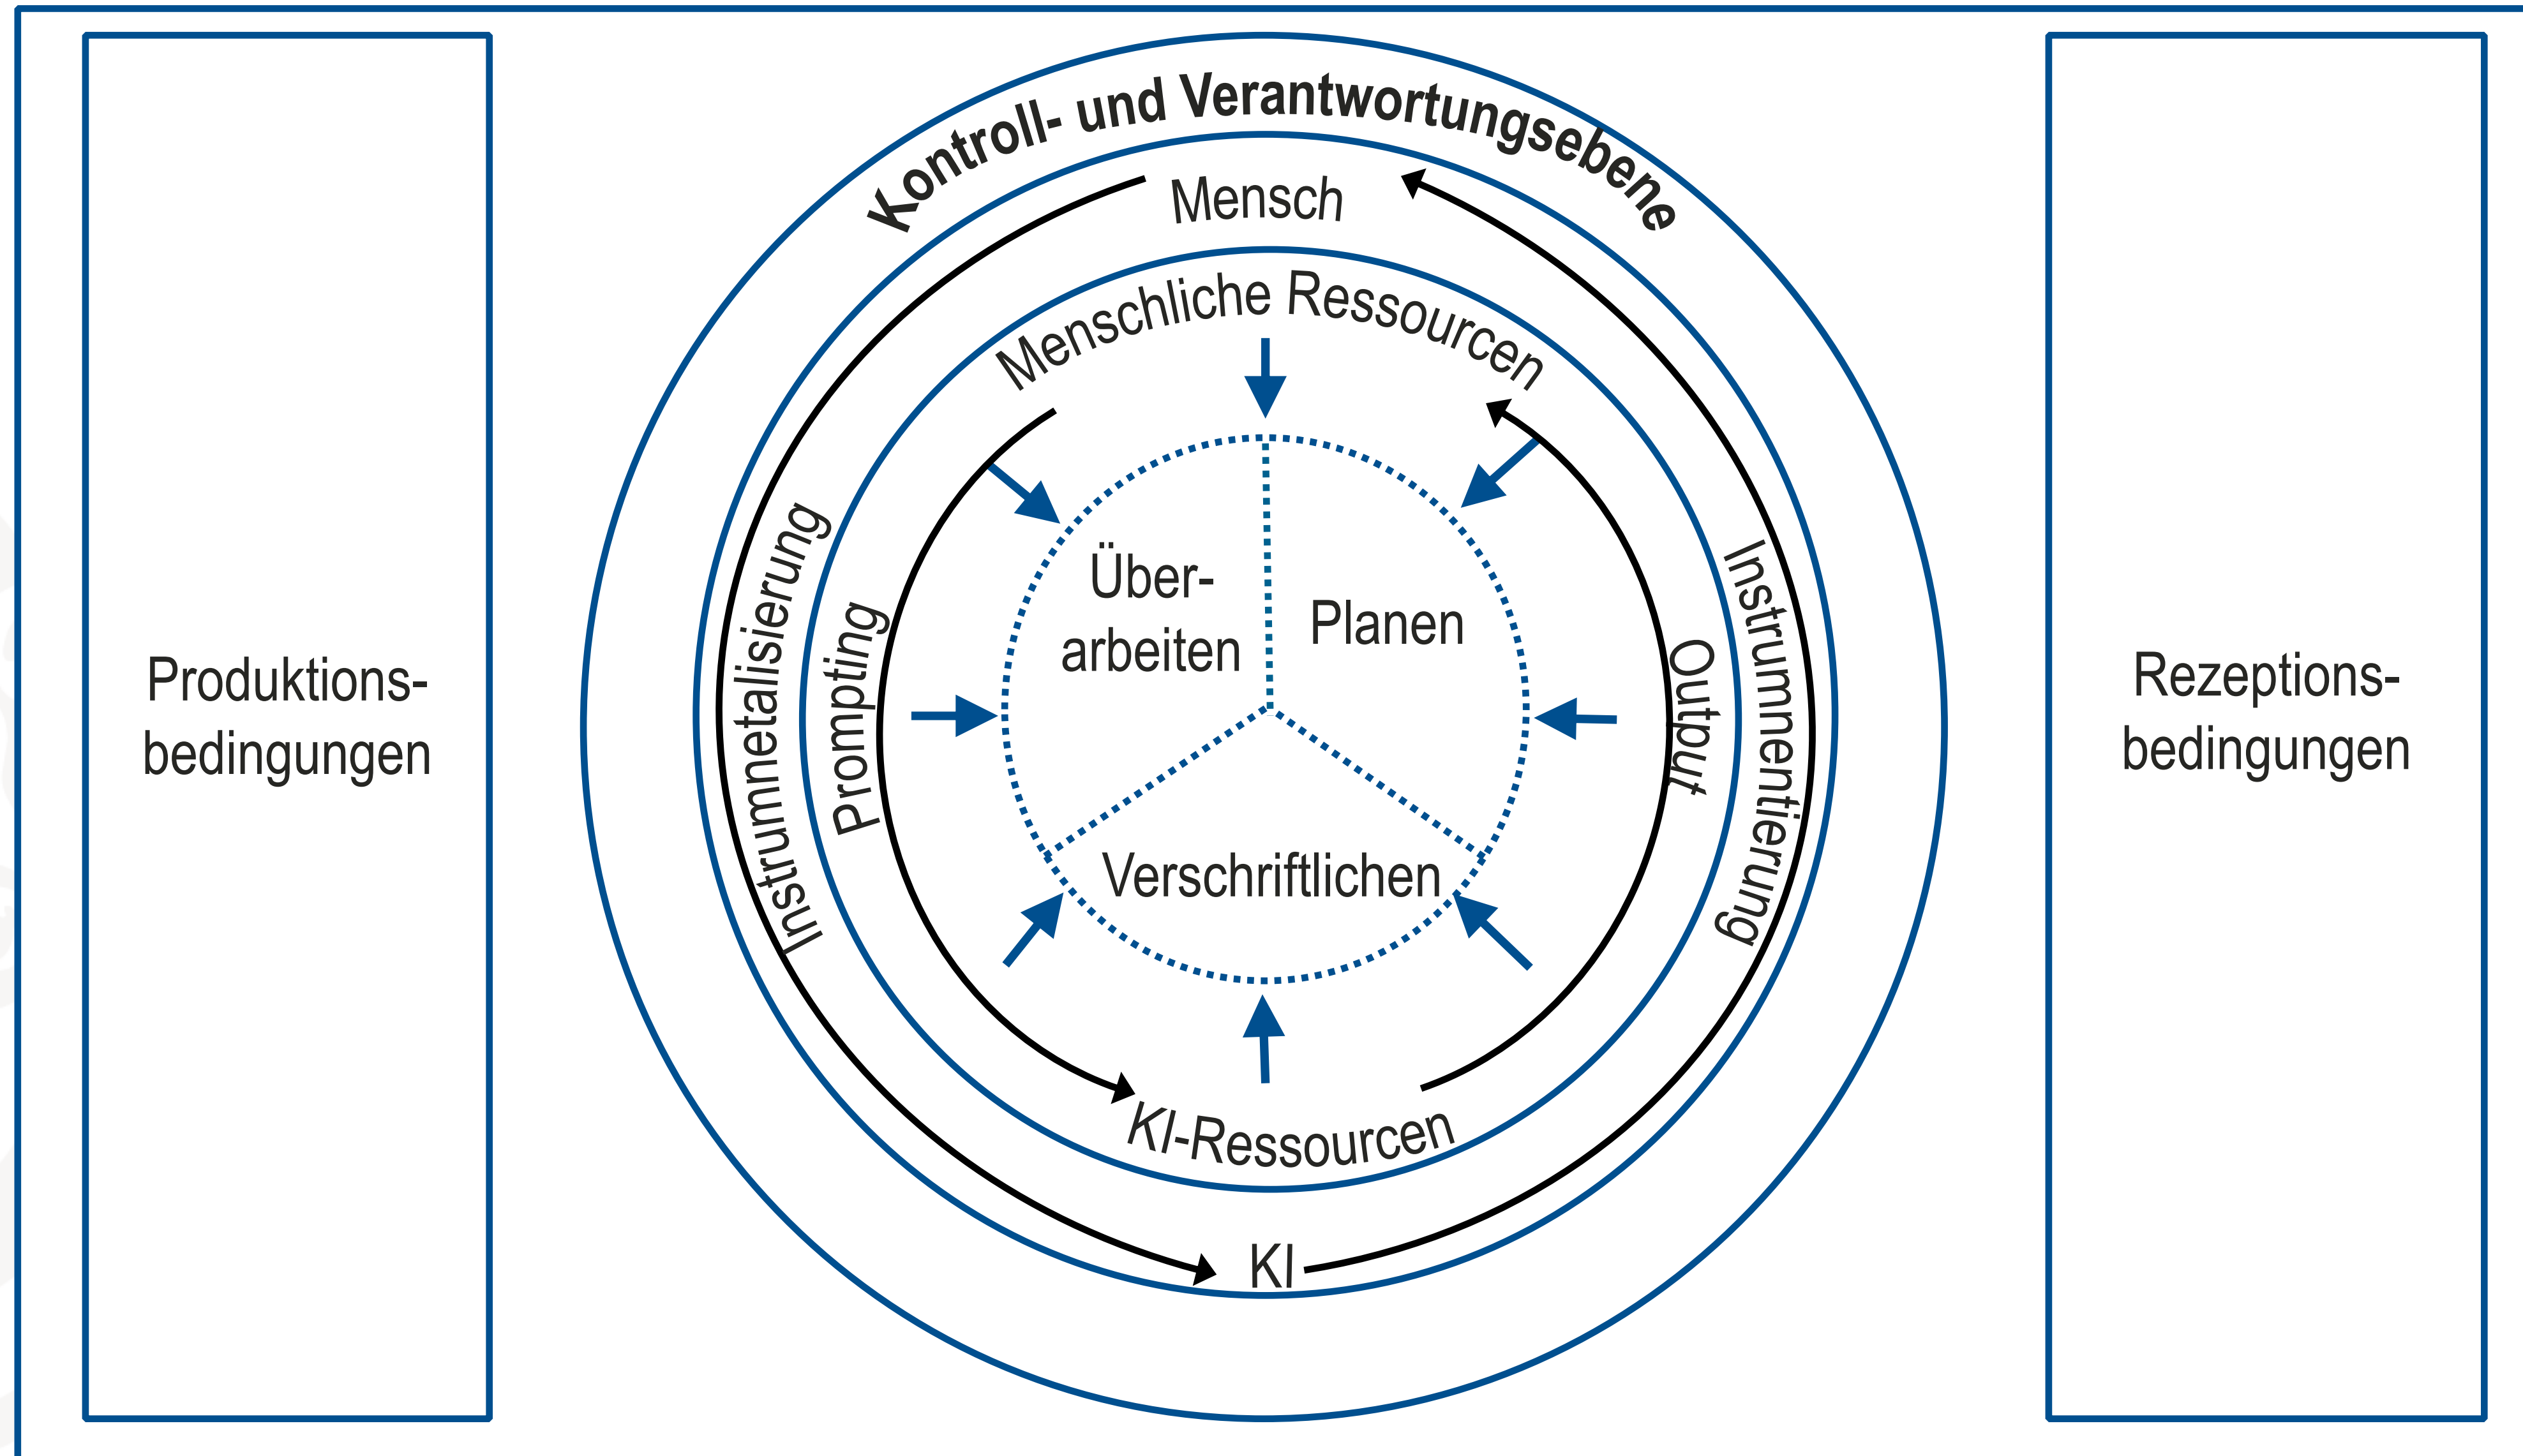 Kontroll- und Verantwortungsebene
Mensch
Menschliche Ressourcen
Instrumnetalisierung
Prompting
Über-
arbeiten
Planen
Verschriftlichen
Output
Instrumnentierung
KI-Ressourcen
KI
Produktions-
bedingungen
Rezeptions-
bedingungen